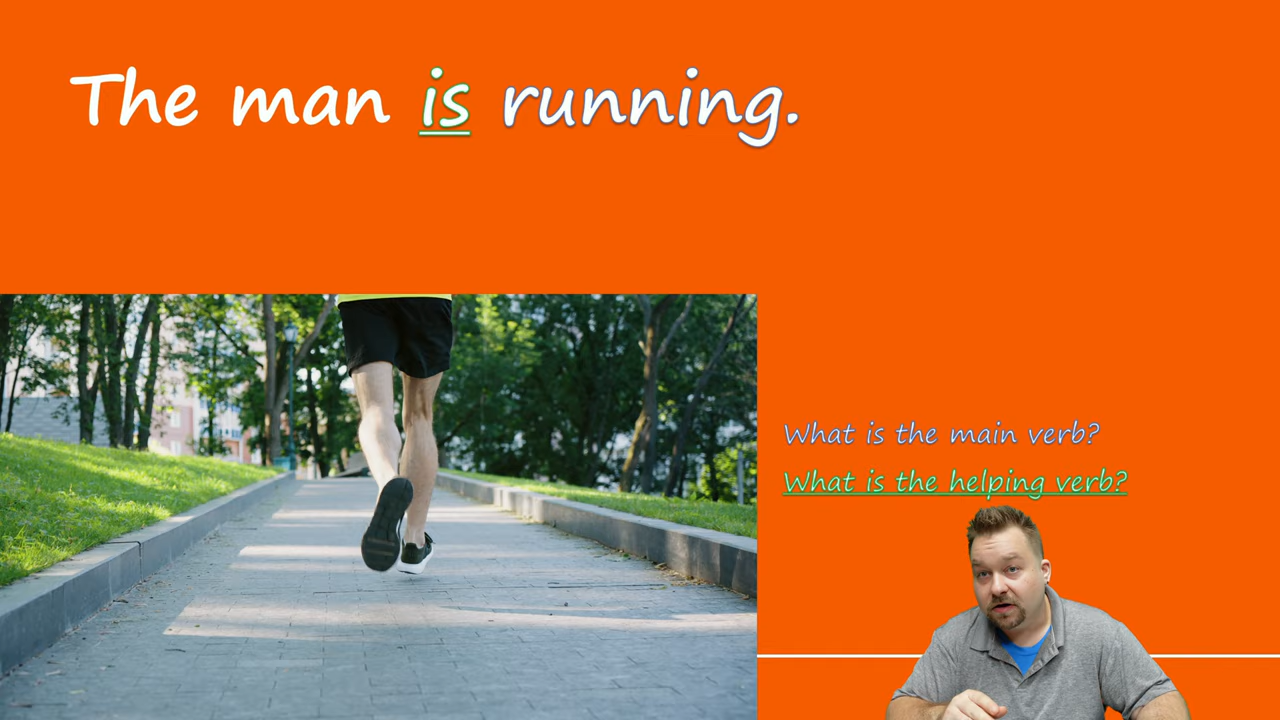 The man is running.
What is the main verb?
What is the helping verb?